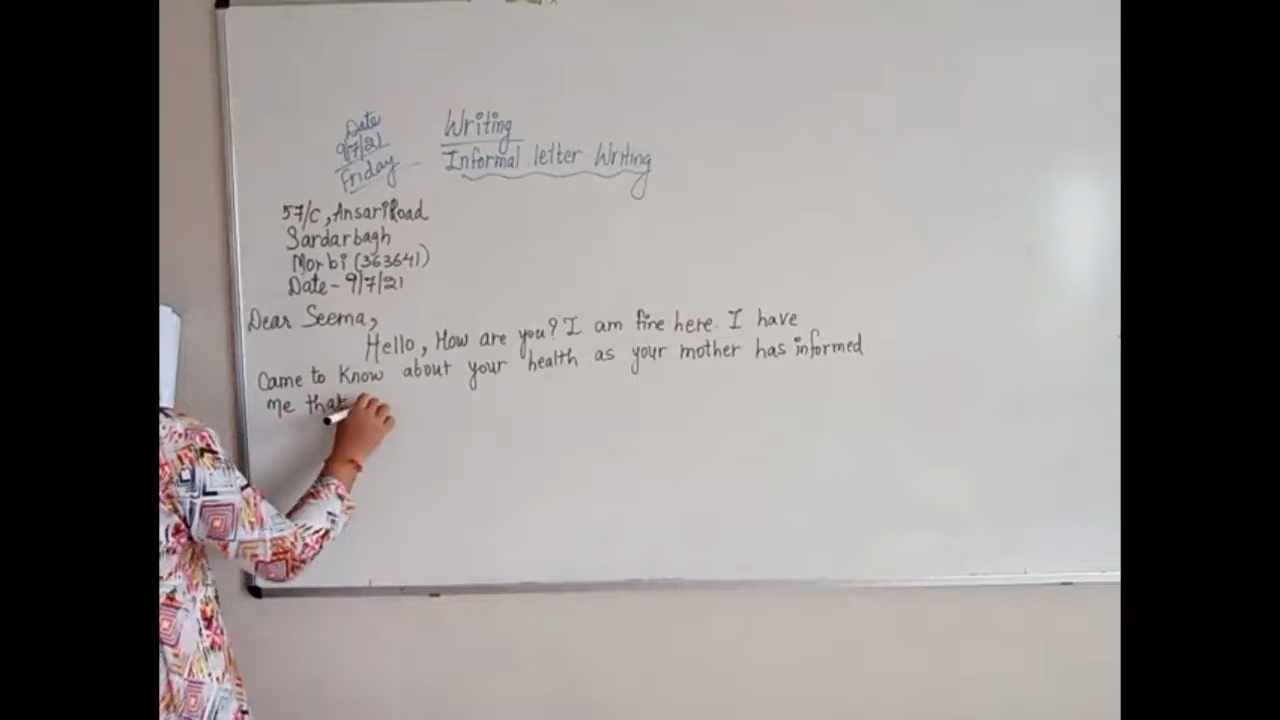 Date
9/7/21
Friday
Writing
Informal letter Writing
57/C, Ansari Road
Sardarbagh
Morbi (363641)
Date - 9/7/21
Dear Seema,
Hello, How are you? I am fine here. I have
Came to Know about your health as your mother has informed
me that